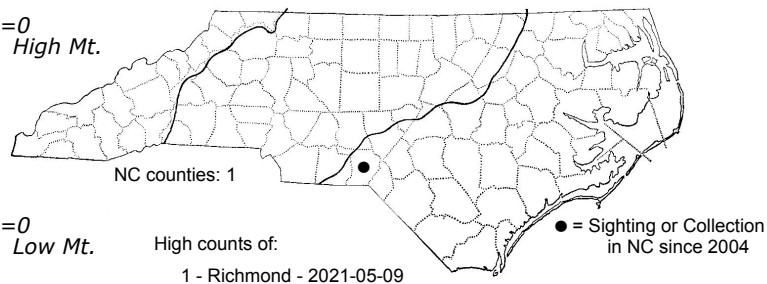 =0
High Mt.
NC counties: 1
=0
Low Mt.
High counts of:
1 - Richmond - 2021-05-09
● = Sighting or Collection
in NC since 2004